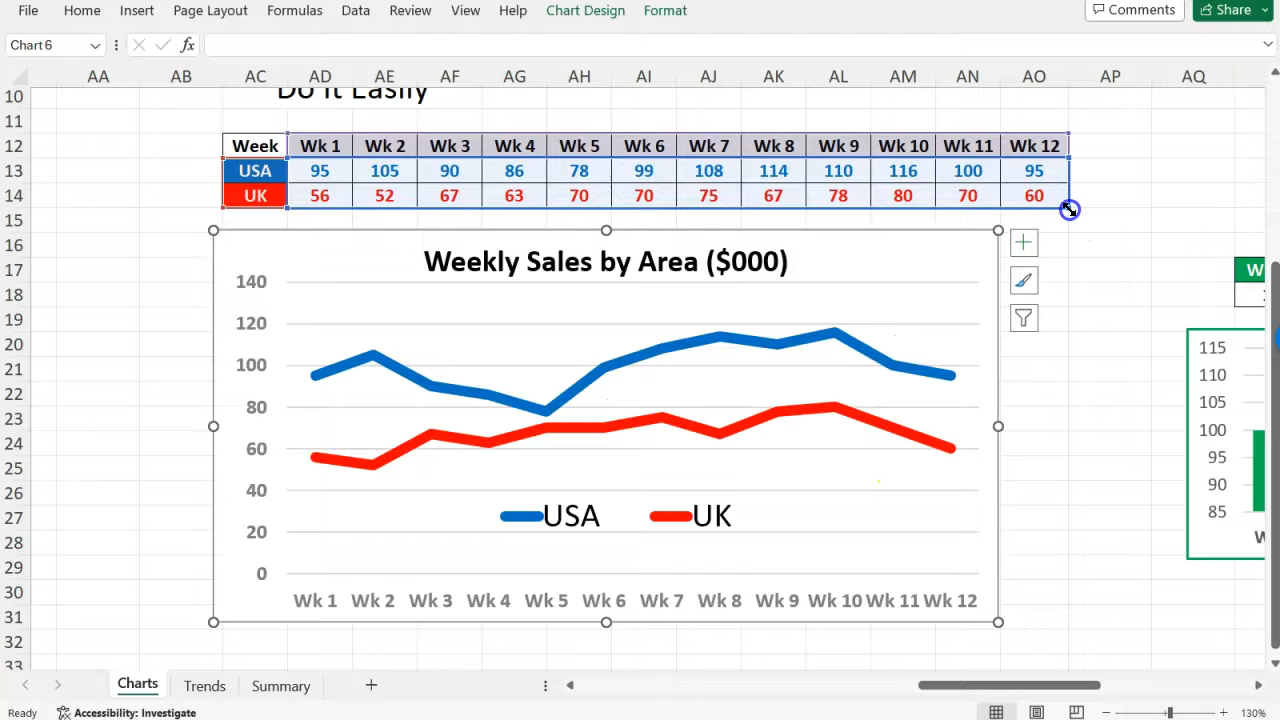 File Home Insert Page Layout Formulas Data Review View Help Chart Design Format Comments Share
Chart 6 fx
AA AB AC AD AE AF AG AH AI AJ AK AL AM AN AO AP AQ
10 Do It Easily
11
12 Week Wk 1 Wk 2 Wk 3 Wk 4 Wk 5 Wk 6 Wk 7 Wk 8 Wk 9 Wk 10 Wk 11 Wk 12
13 USA 95 105 90 86 78 99 108 114 110 116 100 95
14 UK 56 52 67 63 70 70 75 67 78 80 70 60
15
16 Weekly Sales by Area ($000)
17 140 W
18
19 120
20 115
21 100 110
22 105
23 80 100
24 60 95
25 90
26 40 85
27 USA UK
28 20 W
29 0
30 Wk 1 Wk 2 Wk 3 Wk 4 Wk 5 Wk 6 Wk 7 Wk 8 Wk 9 Wk 10 Wk 11 Wk 12
31
32
33
Charts Trends Summary
Ready Accessibility: Investigate 130%